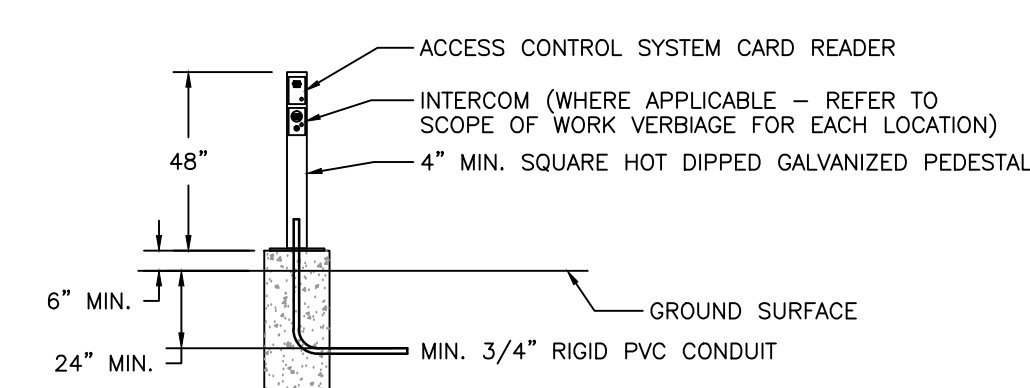 ACCESS CONTROL SYSTEM CARD READER
INTERCOM (WHERE APPLICABLE – REFER TO
SCOPE OF WORK VERBIAGE FOR EACH LOCATION)
48"
4" MIN. SQUARE HOT DIPPED GALVANIZED PEDESTAL
6" MIN.
GROUND SURFACE
24" MIN.
MIN. 3/4" RIGID PVC CONDUIT